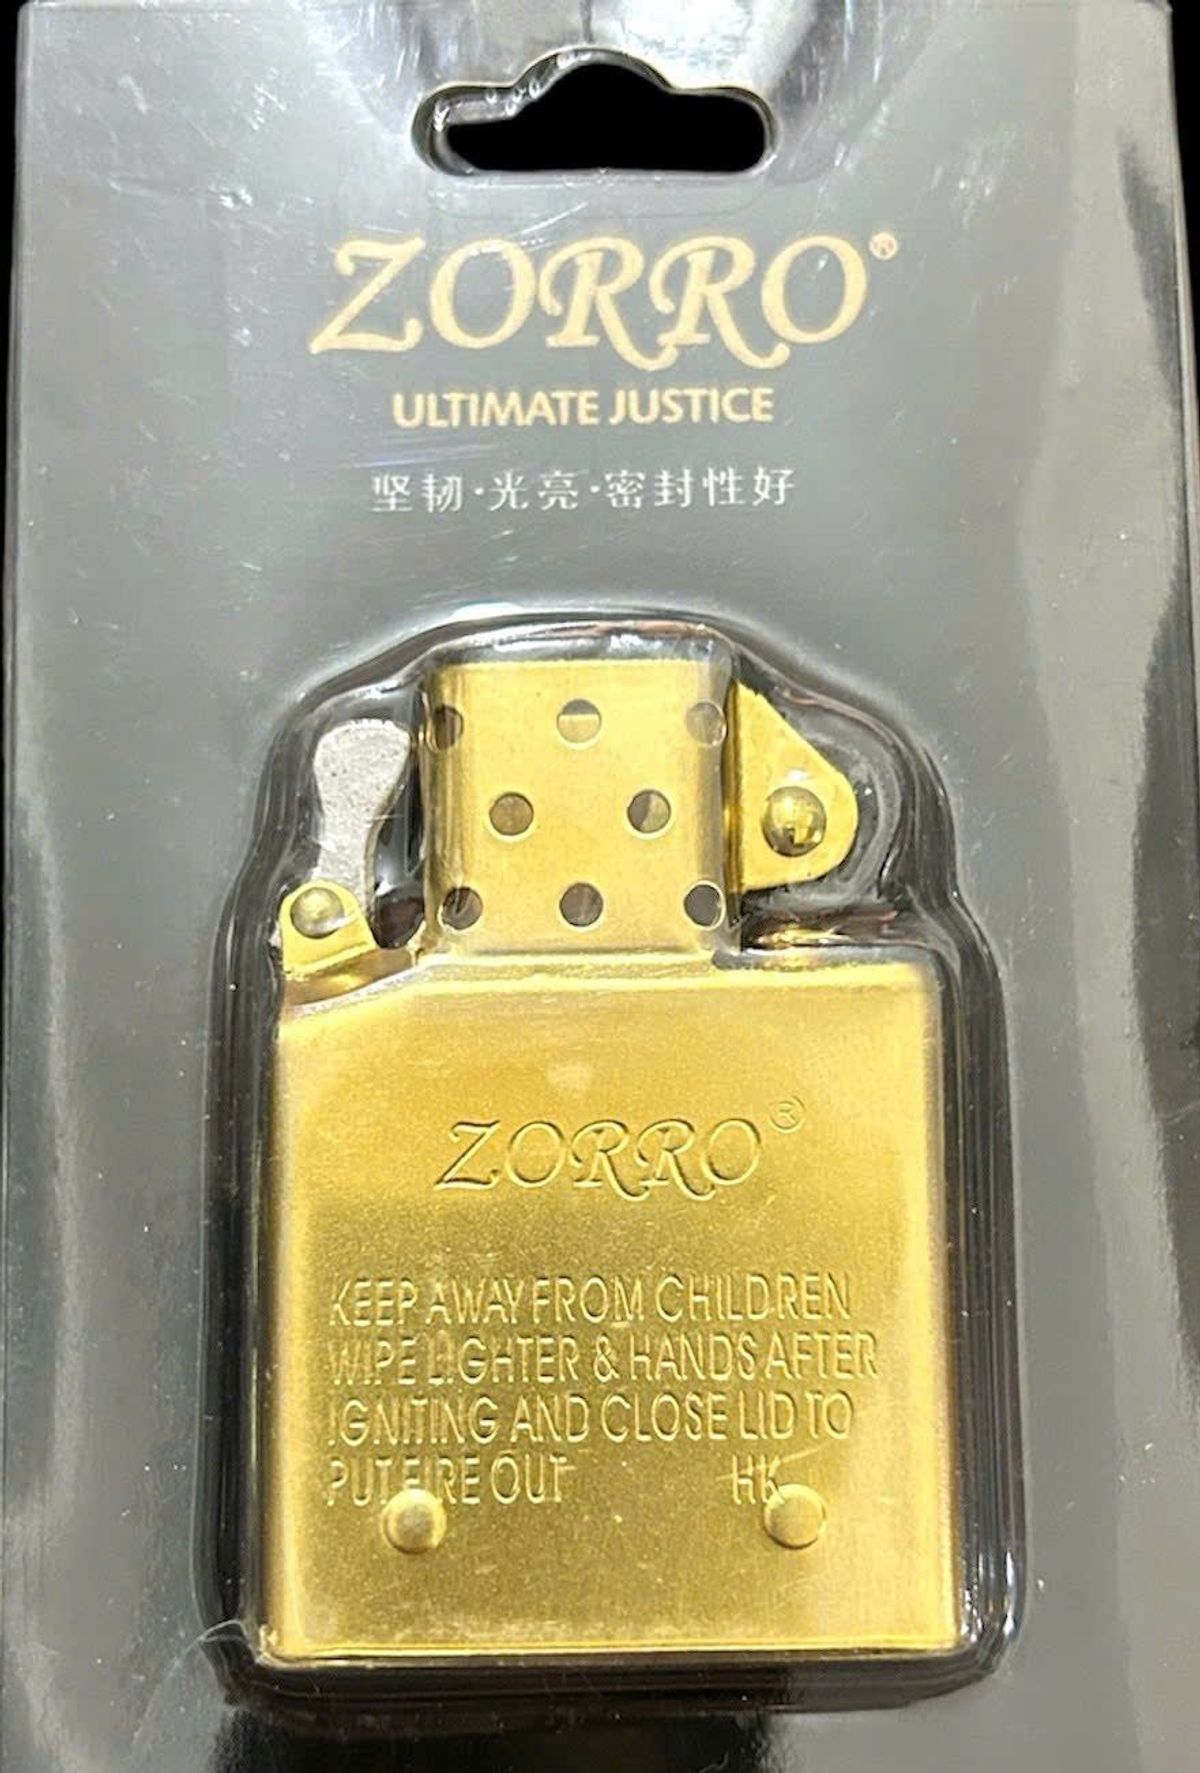 ZORRO®
ULTIMATE JUSTICE
坚韧·光亮·密封性好
ZORRO®
KEEP AWAY FROM CHILDREN
WIPE LIGHTER & HANDS AFTER
IGNITING AND CLOSE LID TO
PUT FIRE OUT HK